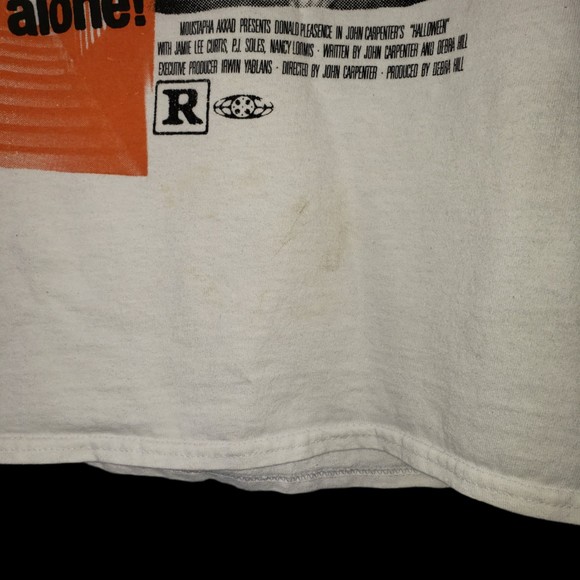 alone!
MOUSTAPHA AKKAD PRESENTS DONALD PLEASENCE IN JOHN CARPENTER'S "HALLOWEEN"
WITH JAMIE LEE CURTIS, P.J. SOLES, NANCY LOOMIS · WRITTEN BY JOHN CARPENTER AND DEBRA HILL
EXECUTIVE PRODUCER IRWIN YABLANS · DIRECTED BY JOHN CARPENTER · PRODUCED BY DEBRA HILL
R